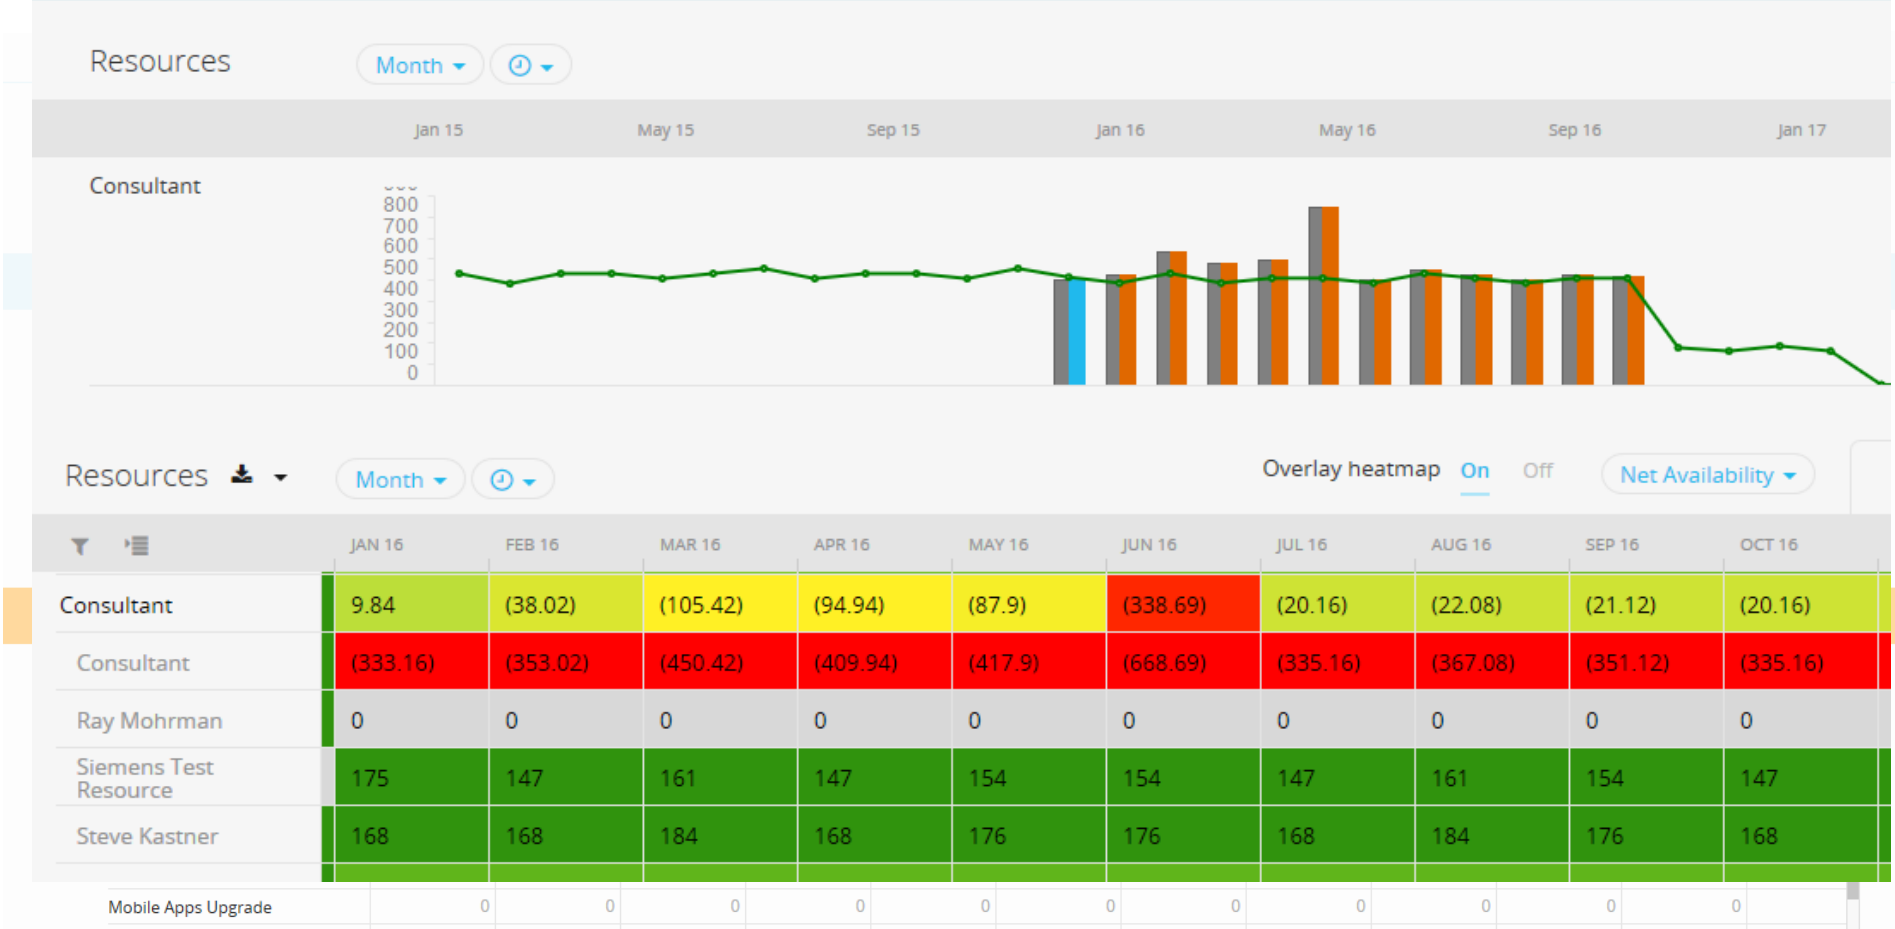 Resources Month
Jan 15 May 15 Sep 15 Jan 16 May 16 Sep 16 Jan 17
Consultant
800
700
600
500
400
300
200
100
0
Resources Month Overlay heatmap On Off Net Availability
JAN 16 FEB 16 MAR 16 APR 16 MAY 16 JUN 16 JUL 16 AUG 16 SEP 16 OCT 16
Consultant 9.84 (38.02) (105.42) (94.94) (87.9) (338.69) (20.16) (22.08) (21.12) (20.16)
Consultant (333.16) (353.02) (450.42) (409.94) (417.9) (668.69) (335.16) (367.08) (351.12) (335.16)
Ray Mohrman 0 0 0 0 0 0 0 0 0 0
Siemens Test
Resource 175 147 161 147 154 154 147 161 154 147
Steve Kastner 168 168 184 168 176 176 168 184 176 168
Mobile Apps Upgrade 0 0 0 0 0 0 0 0 0 0 0